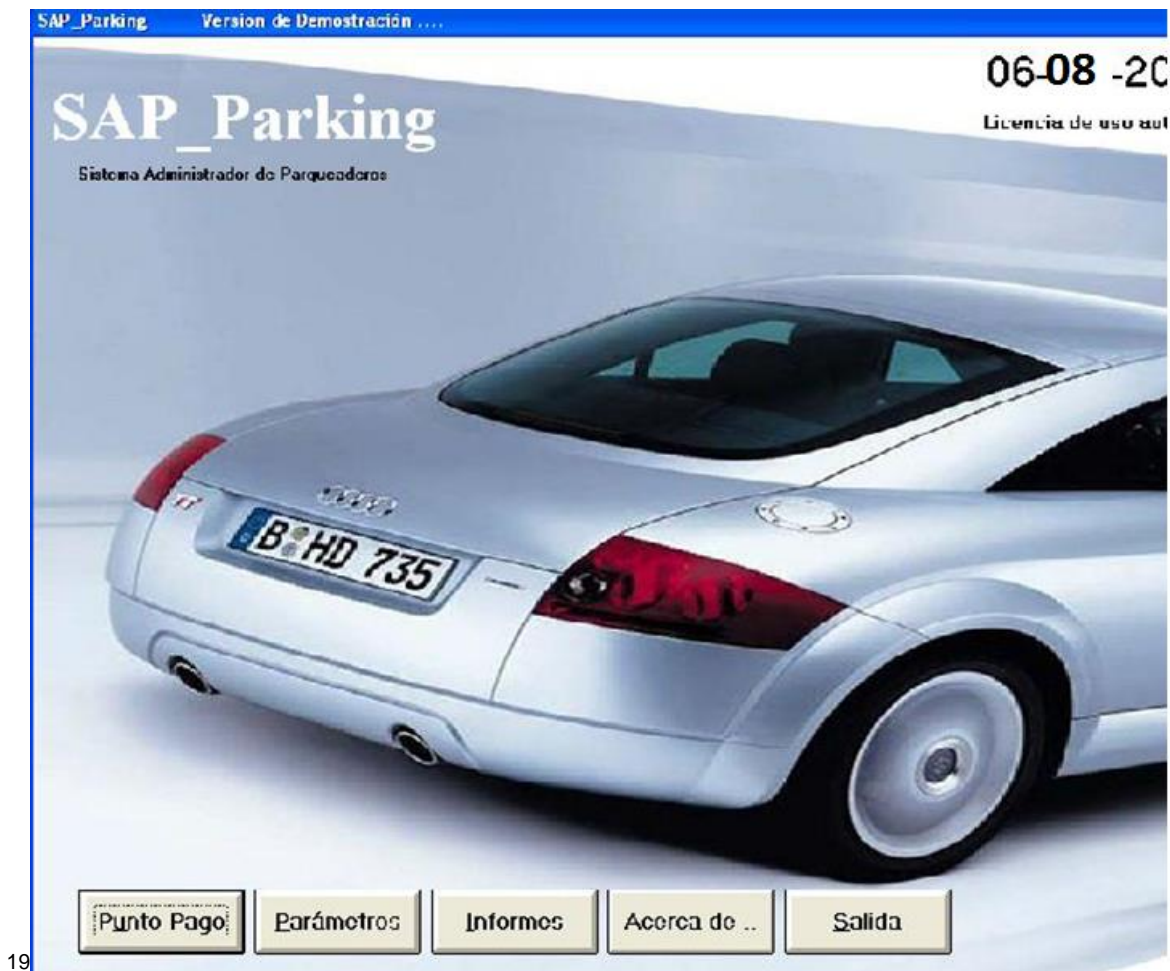 SAP_Parking Version de Demostración ....
06-08 -20
SAP_Parking
Licencia de uso aut
Sistema Administrador de Parqueaderos
TT
B HD 735
Punto Pago
Parámetros
Informes
Acerca de ..
Salida
19